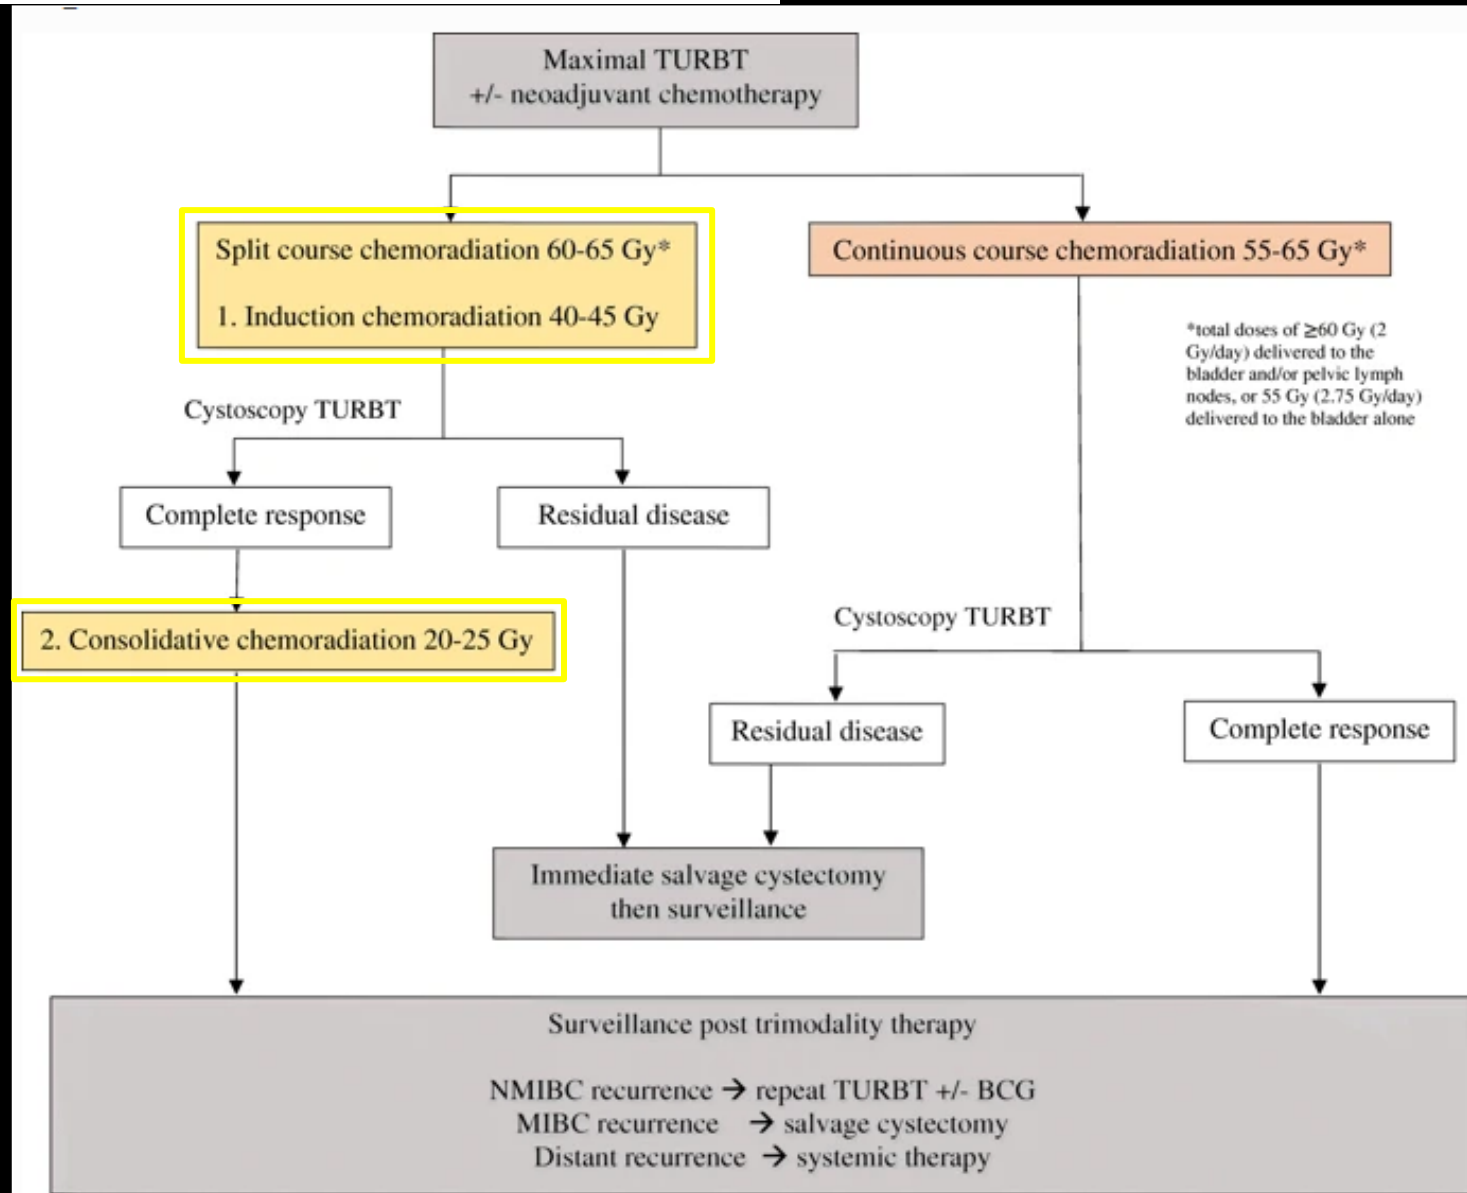 Maximal TURBT
+/- neoadjuvant chemotherapy
Split course chemoradiation 60-65 Gy*
1. Induction chemoradiation 40-45 Gy
Continuous course chemoradiation 55-65 Gy*
*total doses of ≥60 Gy (2
Gy/day) delivered to the
bladder and/or pelvic lymph
nodes, or 55 Gy (2.75 Gy/day)
delivered to the bladder alone
Cystoscopy TURBT
Complete response
Residual disease
2. Consolidative chemoradiation 20-25 Gy
Cystoscopy TURBT
Residual disease
Complete response
Immediate salvage cystectomy
then surveillance
Surveillance post trimodality therapy
NMIBC recurrence → repeat TURBT +/- BCG
MIBC recurrence → salvage cystectomy
Distant recurrence → systemic therapy